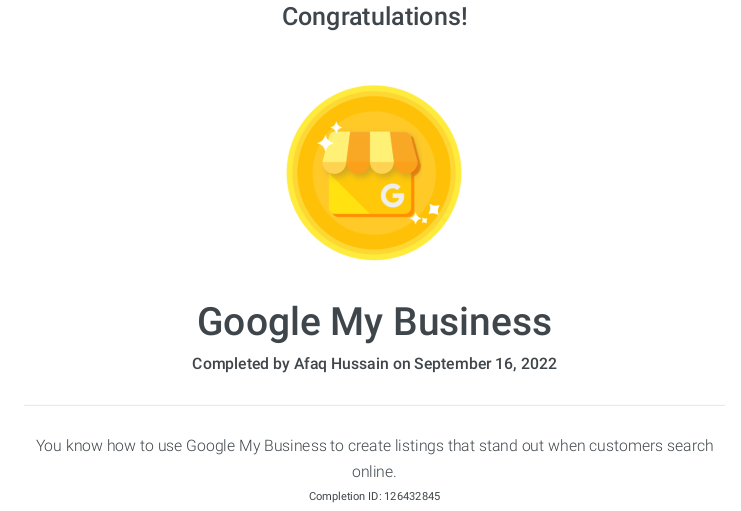 Congratulations!
G
Google My Business
Completed by Afaq Hussain on September 16, 2022
You know how to use Google My Business to create listings that stand out when customers search
online.
Completion ID: 126432845